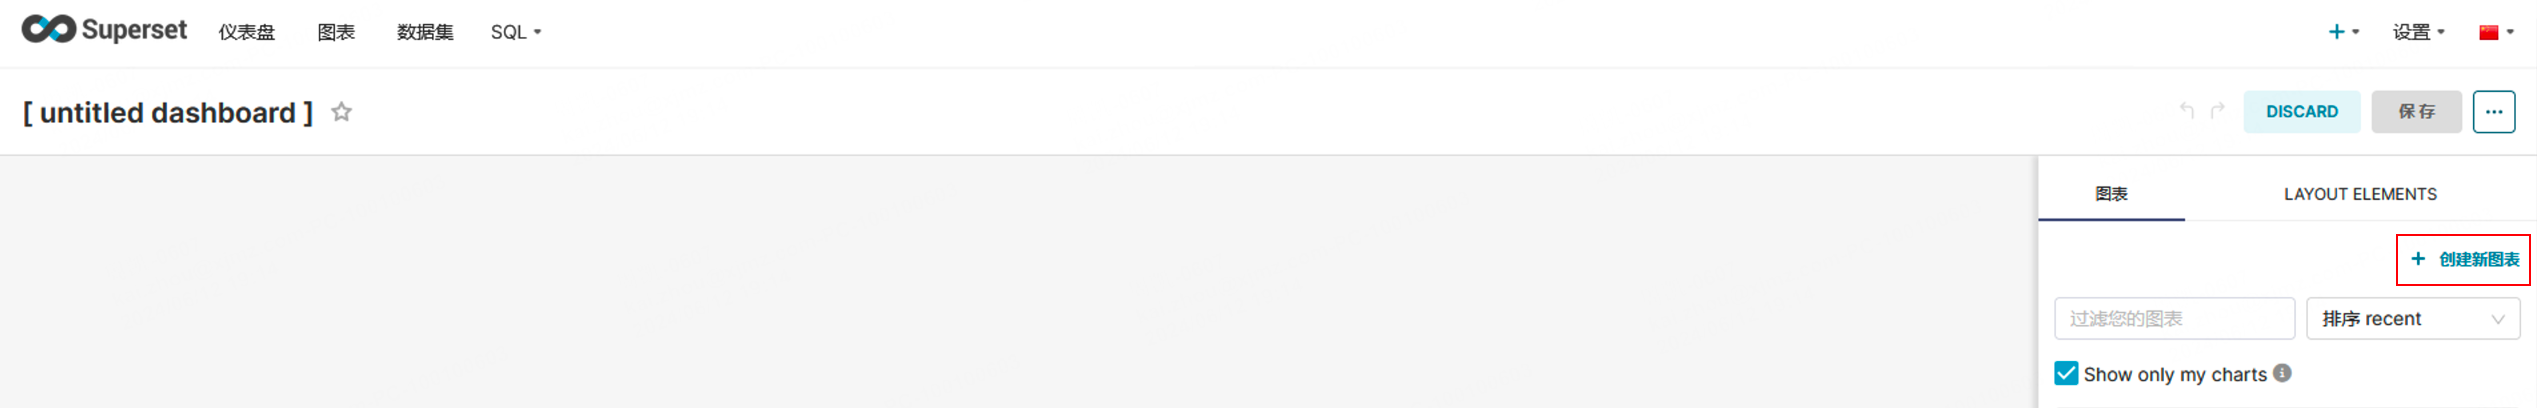 Superset 仪表盘 图表 数据集 SQL 设置
[ untitled dashboard ] DISCARD 保存 ...
图表 LAYOUT ELEMENTS
+ 创建新图表
过滤您的图表 排序 recent
Show only my charts